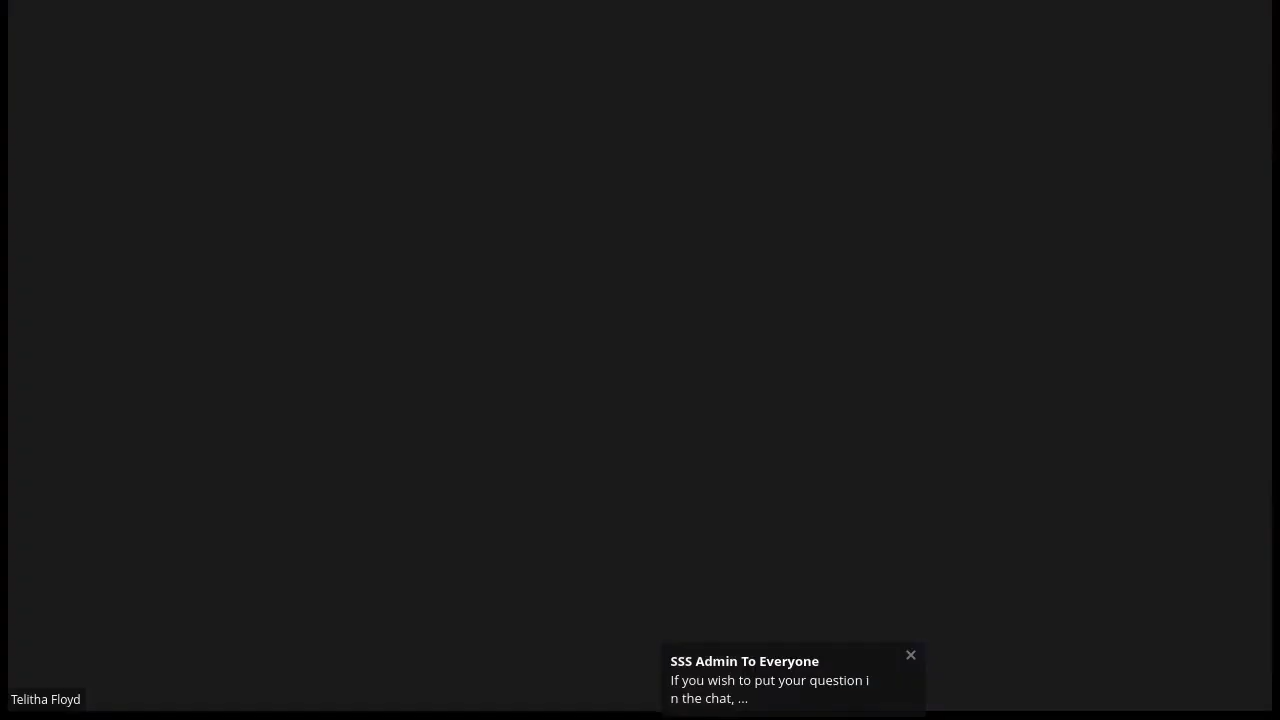 SSS Admin To Everyone
If you wish to put your question i
n the chat, ...
Telitha Floyd